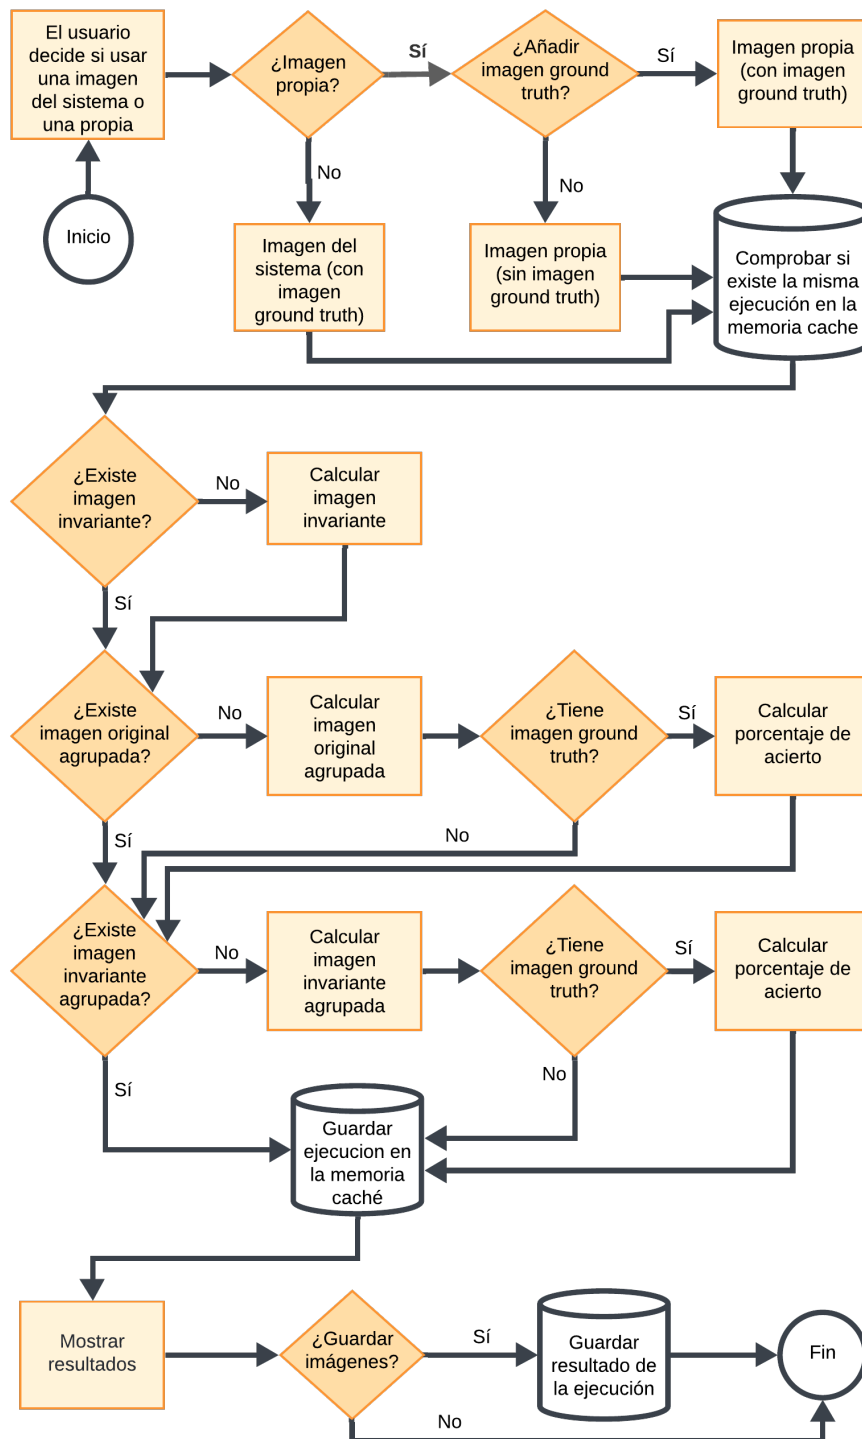 El usuario
decide si usar
una imagen
del sistema o
una propia
¿Imagen
propia?
Sí
¿Añadir
imagen ground
truth?
Sí
Imagen propia
(con imagen
ground truth)
No
No
Inicio
Imagen del
sistema (con
imagen
ground truth)
Imagen propia
(sin imagen
ground truth)
Comprobar si
existe la misma
ejecución en la
memoria cache
¿Existe
imagen
invariante?
No
Calcular
imagen
invariante
Sí
¿Existe
imagen original
agrupada?
No
Calcular
imagen
original
agrupada
¿Tiene
imagen ground
truth?
Sí
Calcular
porcentaje de
acierto
Sí
No
¿Existe
imagen
invariante
agrupada?
No
Calcular
imagen
invariante
agrupada
¿Tiene
imagen ground
truth?
Sí
Calcular
porcentaje de
acierto
Sí
No
Guardar
ejecucion en
la memoria
caché
Mostrar
resultados
¿Guardar
imágenes?
Sí
Guardar
resultado de
la ejecución
Fin
No